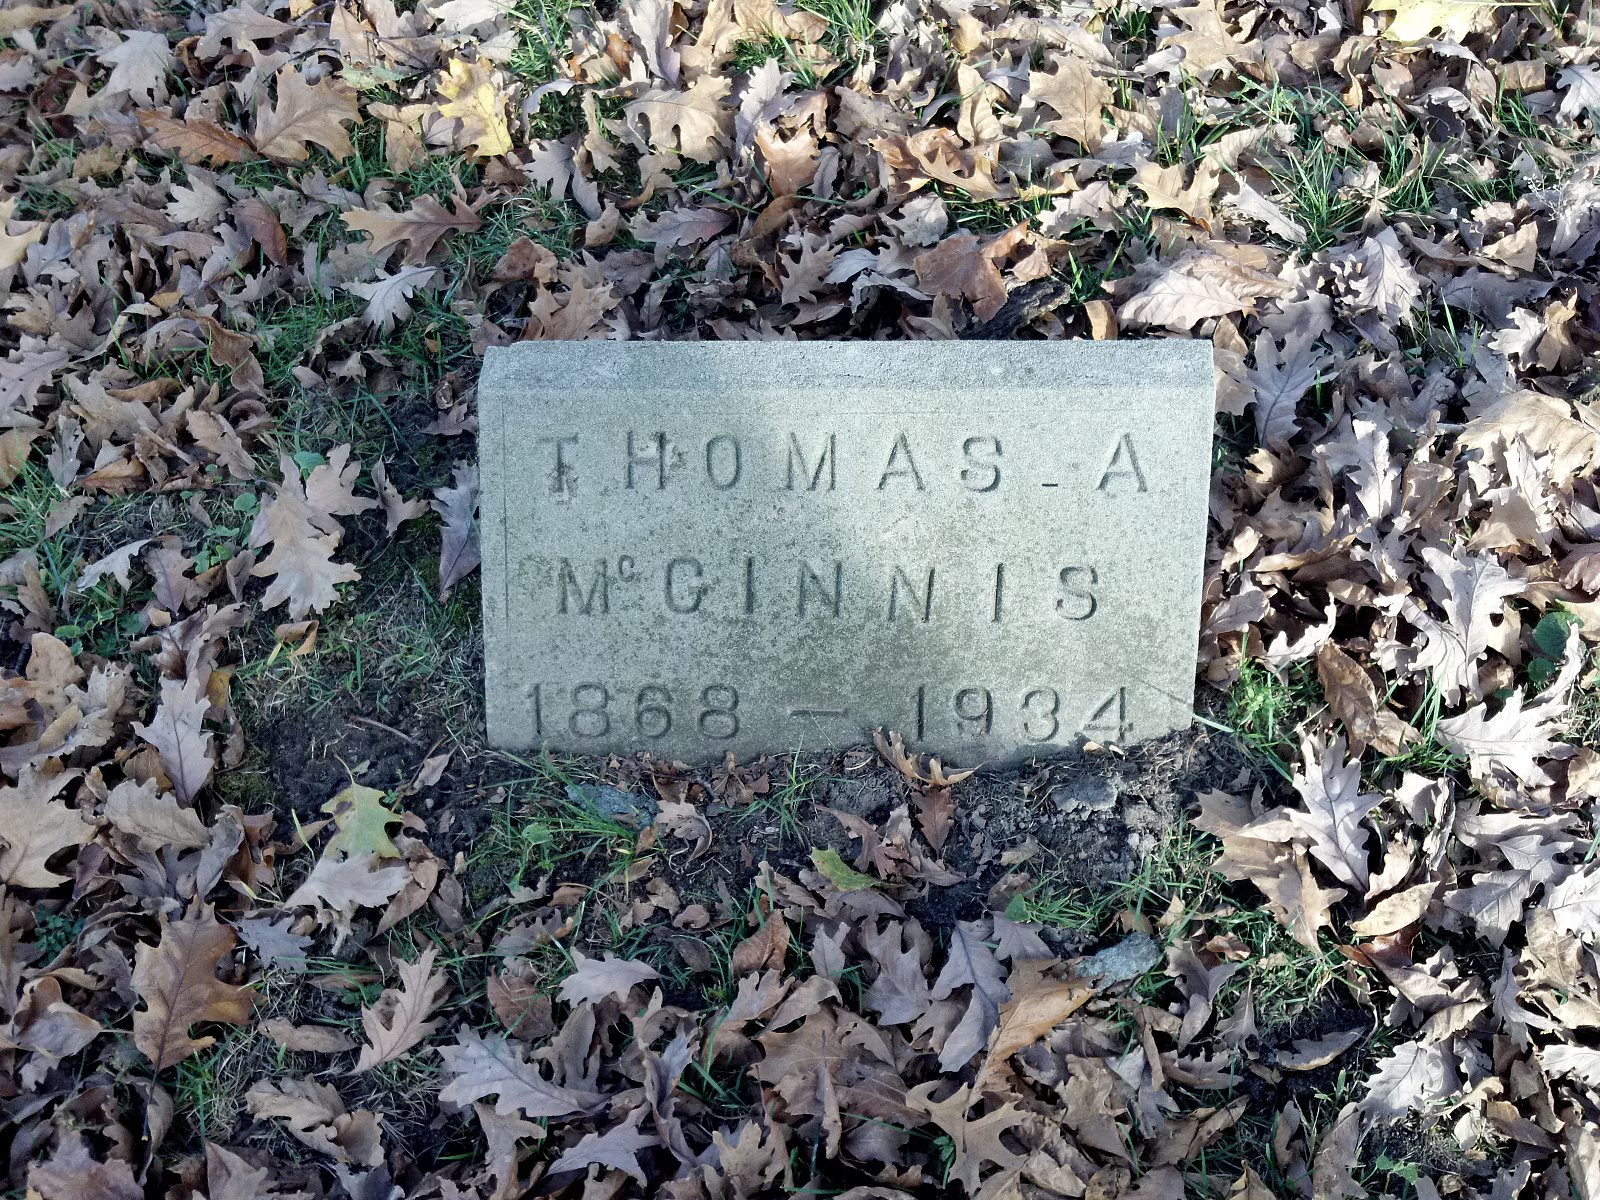 THOMAS. A
McGINNIS
1868 – 1934